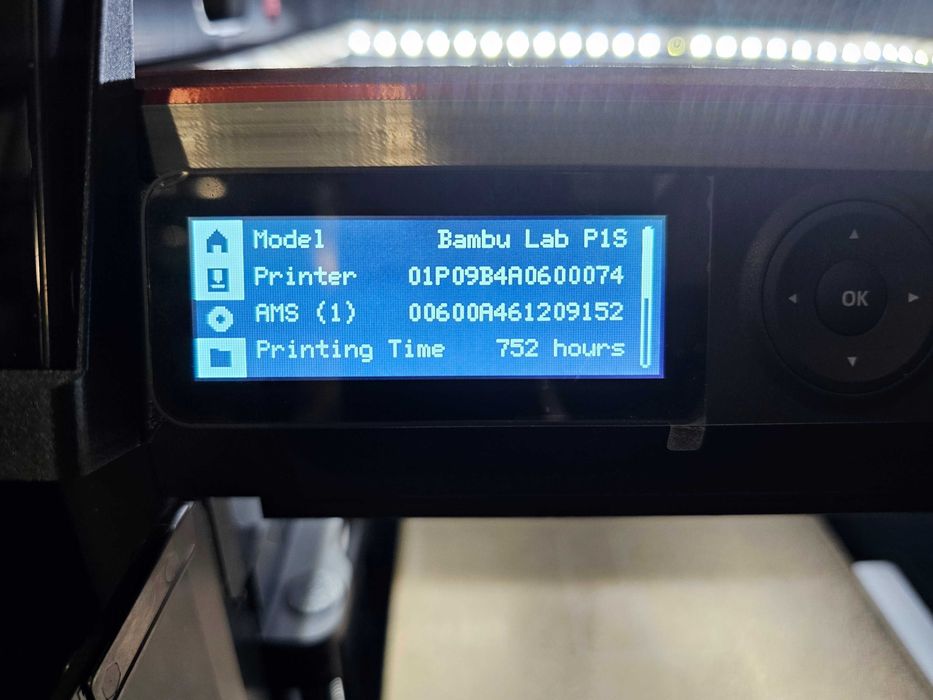 Model Bambu Lab P1S
Printer 01P09B4A0600074
AMS (1) 00600A461209152
Printing Time 752 hours
OK